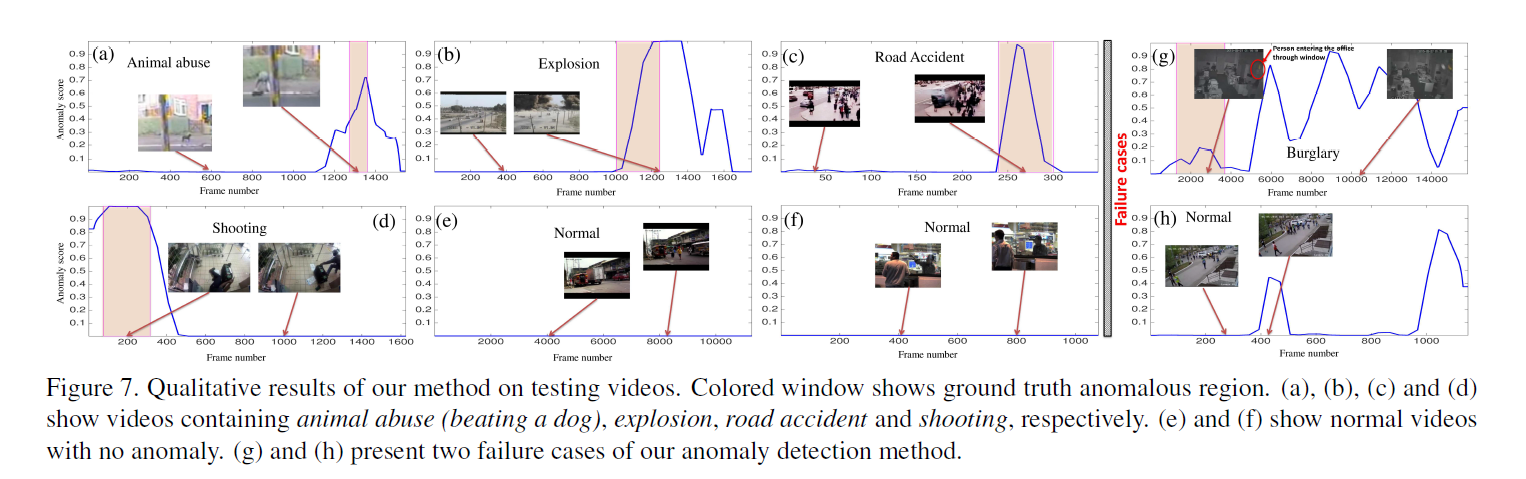 (a)
Animal abuse
Anomaly score
0.9
0.8
0.7
0.6
0.5
0.4
0.3
0.2
0.1
200 400 600 800 1000 1200 1400
Frame number
(b)
Explosion
0.9
0.8
0.7
0.6
0.5
0.4
0.3
0.2
0.1
200 400 600 800 1000 1200 1400 1600
Frame number
(c)
Road Accident
0.9
0.8
0.7
0.6
0.5
0.4
0.3
0.2
0.1
50 100 150 200 250 300
Frame number
Failure cases
(g)
Person entering the office
through window
Burglary
0.9
0.8
0.7
0.6
0.5
0.4
0.3
0.2
0.1
0
2000 4000 6000 8000 10000 12000 14000
Frame number
(d)
Shooting
Anomaly score
0.9
0.8
0.7
0.6
0.5
0.4
0.3
0.2
0.1
200 400 600 800 1000 1200 1400 1600
Frame number
(e)
Normal
0.9
0.8
0.7
0.6
0.5
0.4
0.3
0.2
0.1
2000 4000 6000 8000 10000
Frame number
(f)
Normal
0.9
0.8
0.7
0.6
0.5
0.4
0.3
0.2
0.1
200 400 600 800 1000
Frame number
(h)
Normal
0.9
0.8
0.7
0.6
0.5
0.4
0.3
0.2
0.1
200 400 600 800 1000
Frame number
Figure 7. Qualitative results of our method on testing videos. Colored window shows ground truth anomalous region. (a), (b), (c) and (d)
show videos containing animal abuse (beating a dog), explosion, road accident and shooting, respectively. (e) and (f) show normal videos
with no anomaly. (g) and (h) present two failure cases of our anomaly detection method.